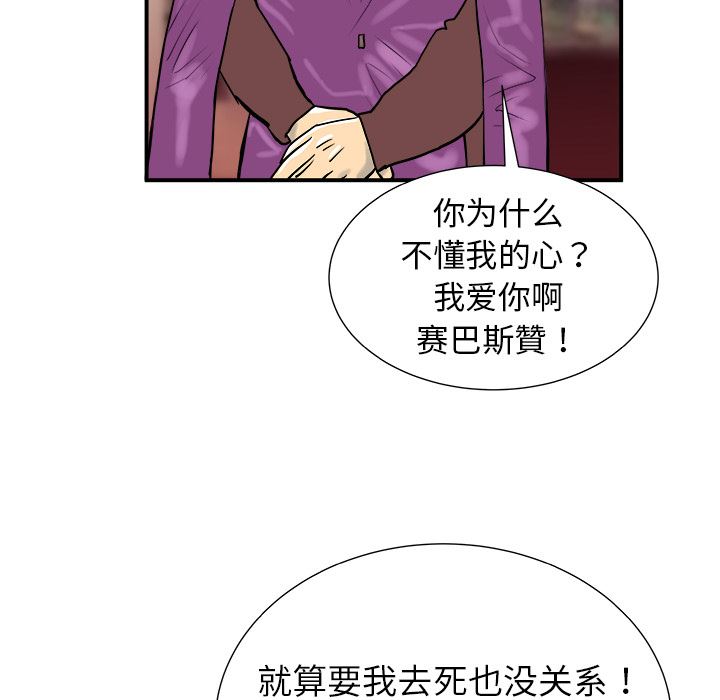 你为什么
不懂我的心？
我爱你啊
赛巴斯贊！
就算要我去死也没关系！